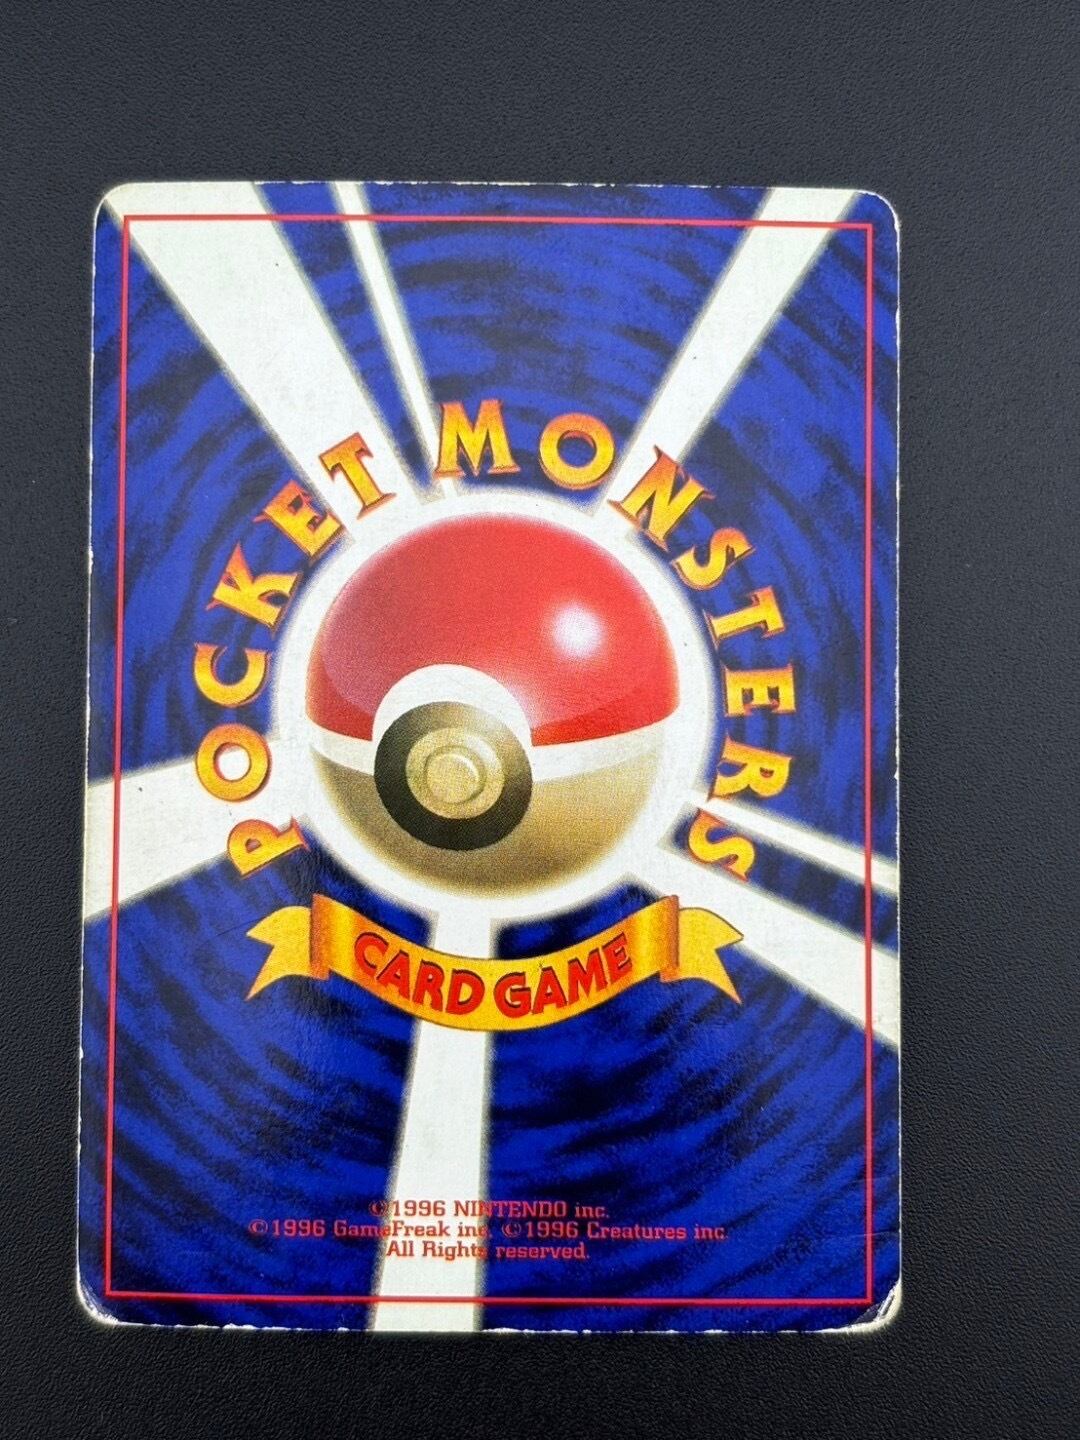 POCKET MONSTERS
CARD GAME
©1996 NINTENDO inc.
©1996 GameFreak inc. ©1996 Creatures inc.
All Rights reserved.